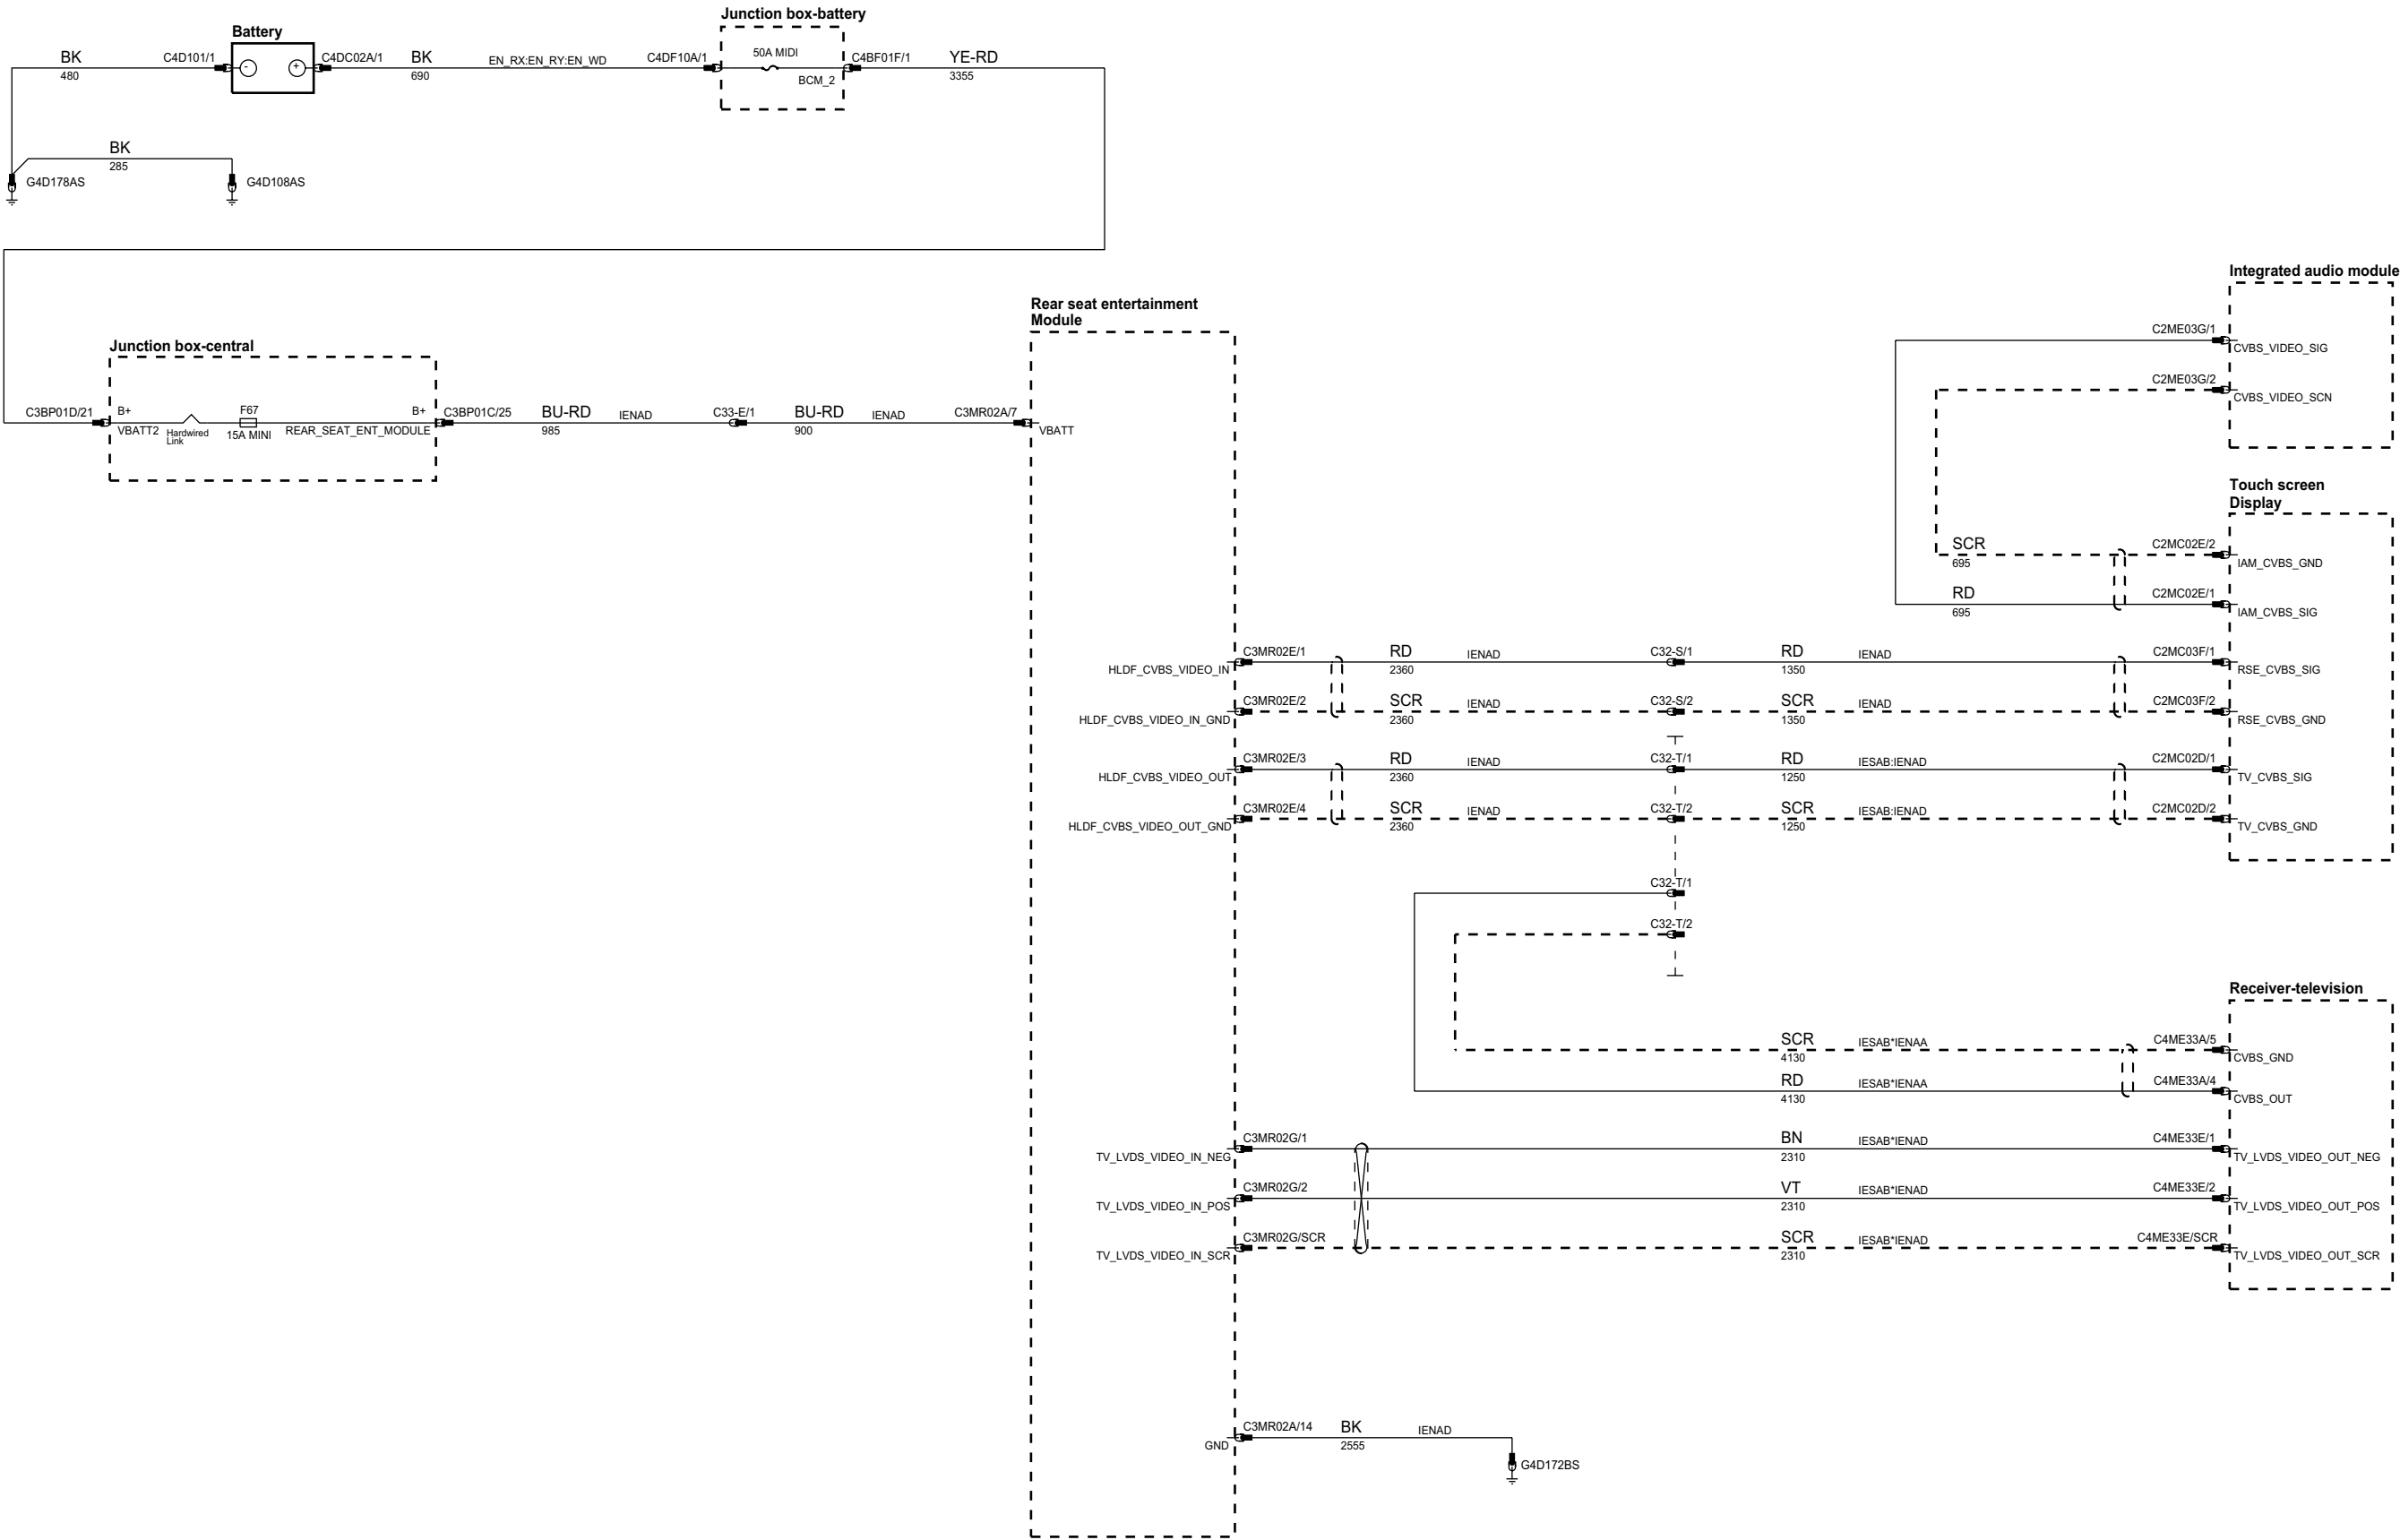 Junction box-battery
Battery
BK
480
C4D101/1
-
+
C4DC02A/1
BK
690
EN_RX:EN_RY:EN_WD
C4DF10A/1
50A MIDI
BCM_2
C4BF01F/1
YE-RD
3355
BK
285
G4D178AS
G4D108AS
Junction box-central
C3BP01D/21
B+
VBATT2
Hardwired
Link
F67
15A MINI
B+
REAR_SEAT_ENT_MODULE
C3BP01C/25
BU-RD
985
IENAD
C33-E/1
BU-RD
900
IENAD
C3MR02A/7
Rear seat entertainment
Module
VBATT
Integrated audio module
C2ME03G/1
CVBS_VIDEO_SIG
C2ME03G/2
CVBS_VIDEO_SCN
Touch screen
Display
SCR
695
C2MC02E/2
IAM_CVBS_GND
RD
695
C2MC02E/1
IAM_CVBS_SIG
HLDF_CVBS_VIDEO_IN
C3MR02E/1
RD
2360
IENAD
C32-S/1
RD
1350
IENAD
C2MC03F/1
RSE_CVBS_SIG
HLDF_CVBS_VIDEO_IN_GND
C3MR02E/2
SCR
2360
IENAD
C32-S/2
SCR
1350
IENAD
C2MC03F/2
RSE_CVBS_GND
HLDF_CVBS_VIDEO_OUT
C3MR02E/3
RD
2360
IENAD
C32-T/1
RD
1250
IESAB:IENAD
C2MC02D/1
TV_CVBS_SIG
HLDF_CVBS_VIDEO_OUT_GND
C3MR02E/4
SCR
2360
IENAD
C32-T/2
SCR
1250
IESAB:IENAD
C2MC02D/2
TV_CVBS_GND
C32-T/1
C32-T/2
Receiver-television
SCR
4130
IESAB*IENAA
C4ME33A/5
CVBS_GND
RD
4130
IESAB*IENAA
C4ME33A/4
CVBS_OUT
TV_LVDS_VIDEO_IN_NEG
C3MR02G/1
BN
2310
IESAB*IENAD
C4ME33E/1
TV_LVDS_VIDEO_OUT_NEG
TV_LVDS_VIDEO_IN_POS
C3MR02G/2
VT
2310
IESAB*IENAD
C4ME33E/2
TV_LVDS_VIDEO_OUT_POS
TV_LVDS_VIDEO_IN_SCR
C3MR02G/SCR
SCR
2310
IESAB*IENAD
C4ME33E/SCR
TV_LVDS_VIDEO_OUT_SCR
GND
C3MR02A/14
BK
2555
IENAD
G4D172BS